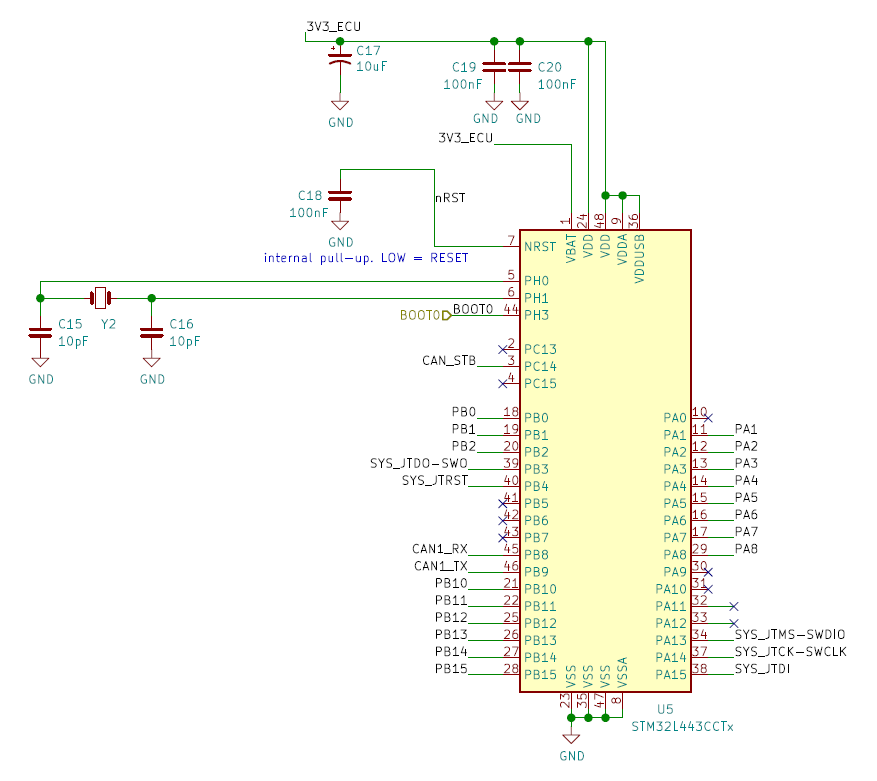 3V3_ECU
+
C17
10uF
GND
C19
100nF
GND
C20
100nF
GND
3V3_ECU
C18
100nF
GND
nRST
internal pull-up. LOW = RESET
C15
10pF
GND
Y2
C16
10pF
GND
BOOT0
BOOT0
CAN_STB
PB0
PB1
PB2
SYS_JTDO-SWO
SYS_JTRST
CAN1_RX
CAN1_TX
PB10
PB11
PB12
PB13
PB14
PB15
1 VBAT
24 VDD
48 VDD
9 VDDA
36 VDDUSB
7 NRST
5 PH0
6 PH1
44 PH3
2 PC13
3 PC14
4 PC15
18 PB0
19 PB1
20 PB2
39 PB3
40 PB4
41 PB5
42 PB6
43 PB7
45 PB8
46 PB9
21 PB10
22 PB11
25 PB12
26 PB13
27 PB14
28 PB15
PA0 10
PA1 11 PA1
PA2 12 PA2
PA3 13 PA3
PA4 14 PA4
PA5 15 PA5
PA6 16 PA6
PA7 17 PA7
PA8 29 PA8
PA9 30
PA10 31
PA11 32
PA12 33
PA13 34 SYS_JTMS-SWDIO
PA14 37 SYS_JTCK-SWCLK
PA15 38 SYS_JTDI
VSS 23
VSS 35
VSS 47
VSSA 8
GND
U5
STM32L443CCTx